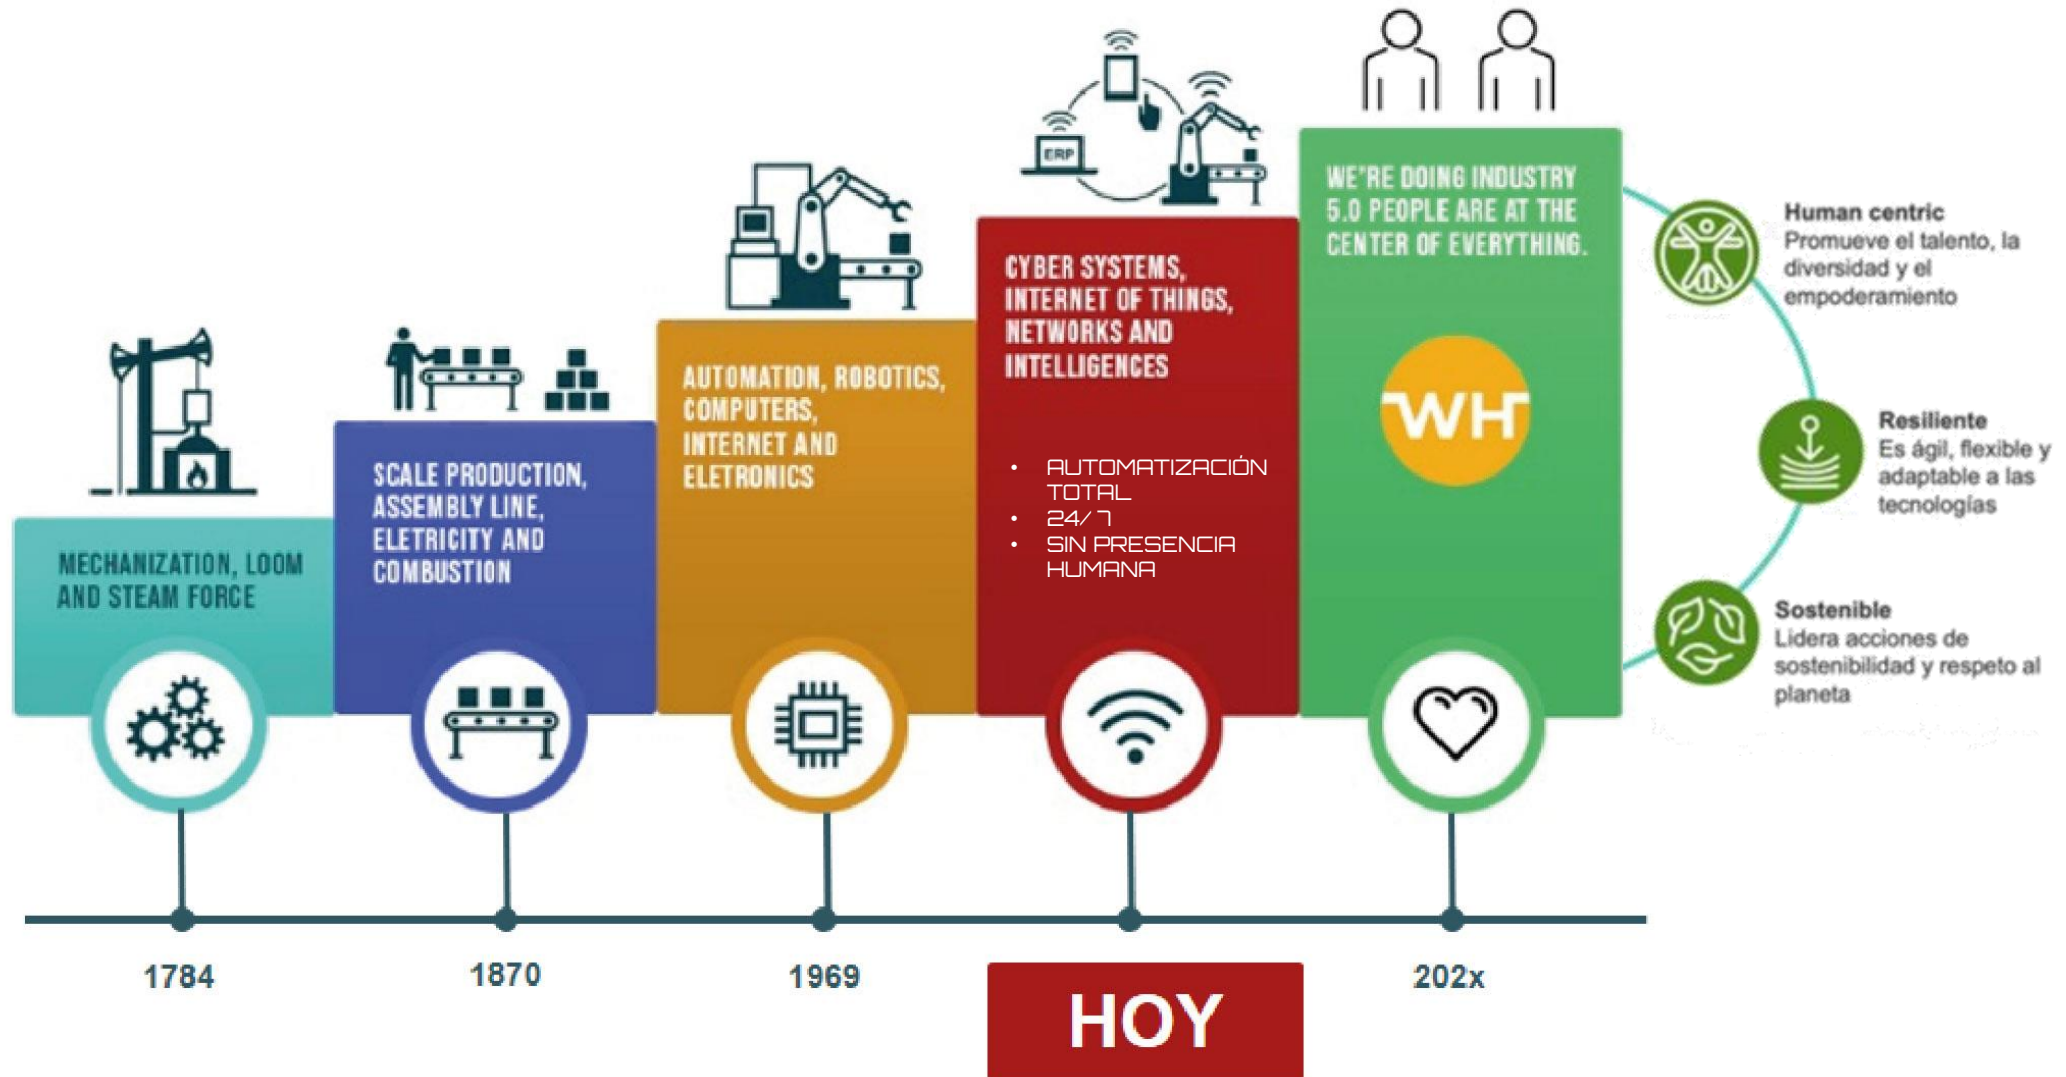 MECHANIZATION, LOOM
AND STEAM FORCE
SCALE PRODUCTION,
ASSEMBLY LINE,
ELETRICITY AND
COMBUSTION
AUTOMATION, ROBOTICS,
COMPUTERS,
INTERNET AND
ELETRONICS
ERP
CYBER SYSTEMS,
INTERNET OF THINGS,
NETWORKS AND
INTELLIGENCES
• AUTOMATIZACIÓN
TOTAL
• 24/7
• SIN PRESENCIA
HUMANA
WE'RE DOING INDUSTRY
5.0 PEOPLE ARE AT THE
CENTER OF EVERYTHING.
WH
Human centric
Promueve el talento, la
diversidad y el
empoderamiento
Resiliente
Es ágil, flexible y
adaptable a las
tecnologías
Sostenible
Lidera acciones de
sostenibilidad y respeto al
planeta
1784
1870
1969
HOY
202x